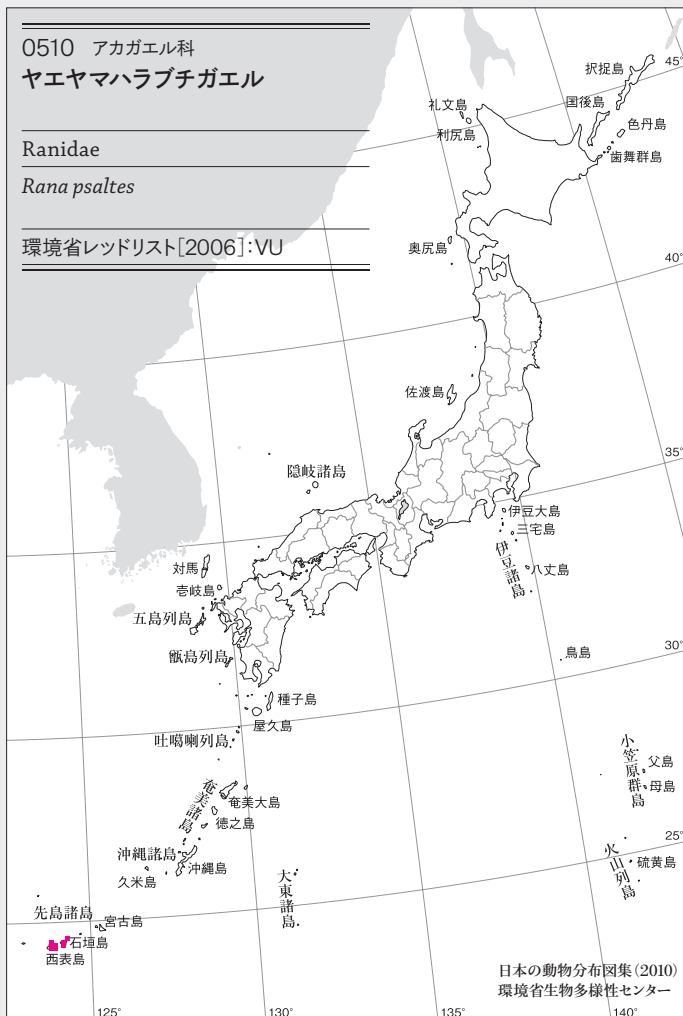 0510 アカガエル科
ヤエヤマハラブチガエル
Ranidae
Rana psaltes
環境省レッドリスト[2006]:VU
択捉島
45°
国後島
礼文島
色丹島
利尻島
歯舞群島
奥尻島
40°
佐渡島
35°
隠岐諸島
伊豆大島
三宅島
伊豆諸島
八丈島
対馬
壱岐島
五島列島
甑島列島
鳥島
30°
種子島
屋久島
吐噶喇列島
小笠原群島
父島
母島
奄美諸島
奄美大島
徳之島
25°
沖縄諸島
沖縄島
久米島
火山列島
硫黄島
大東諸島
先島諸島
宮古島
石垣島
西表島
日本の動物分布図集(2010)
環境省生物多様性センター
125°
130°
135°
140°